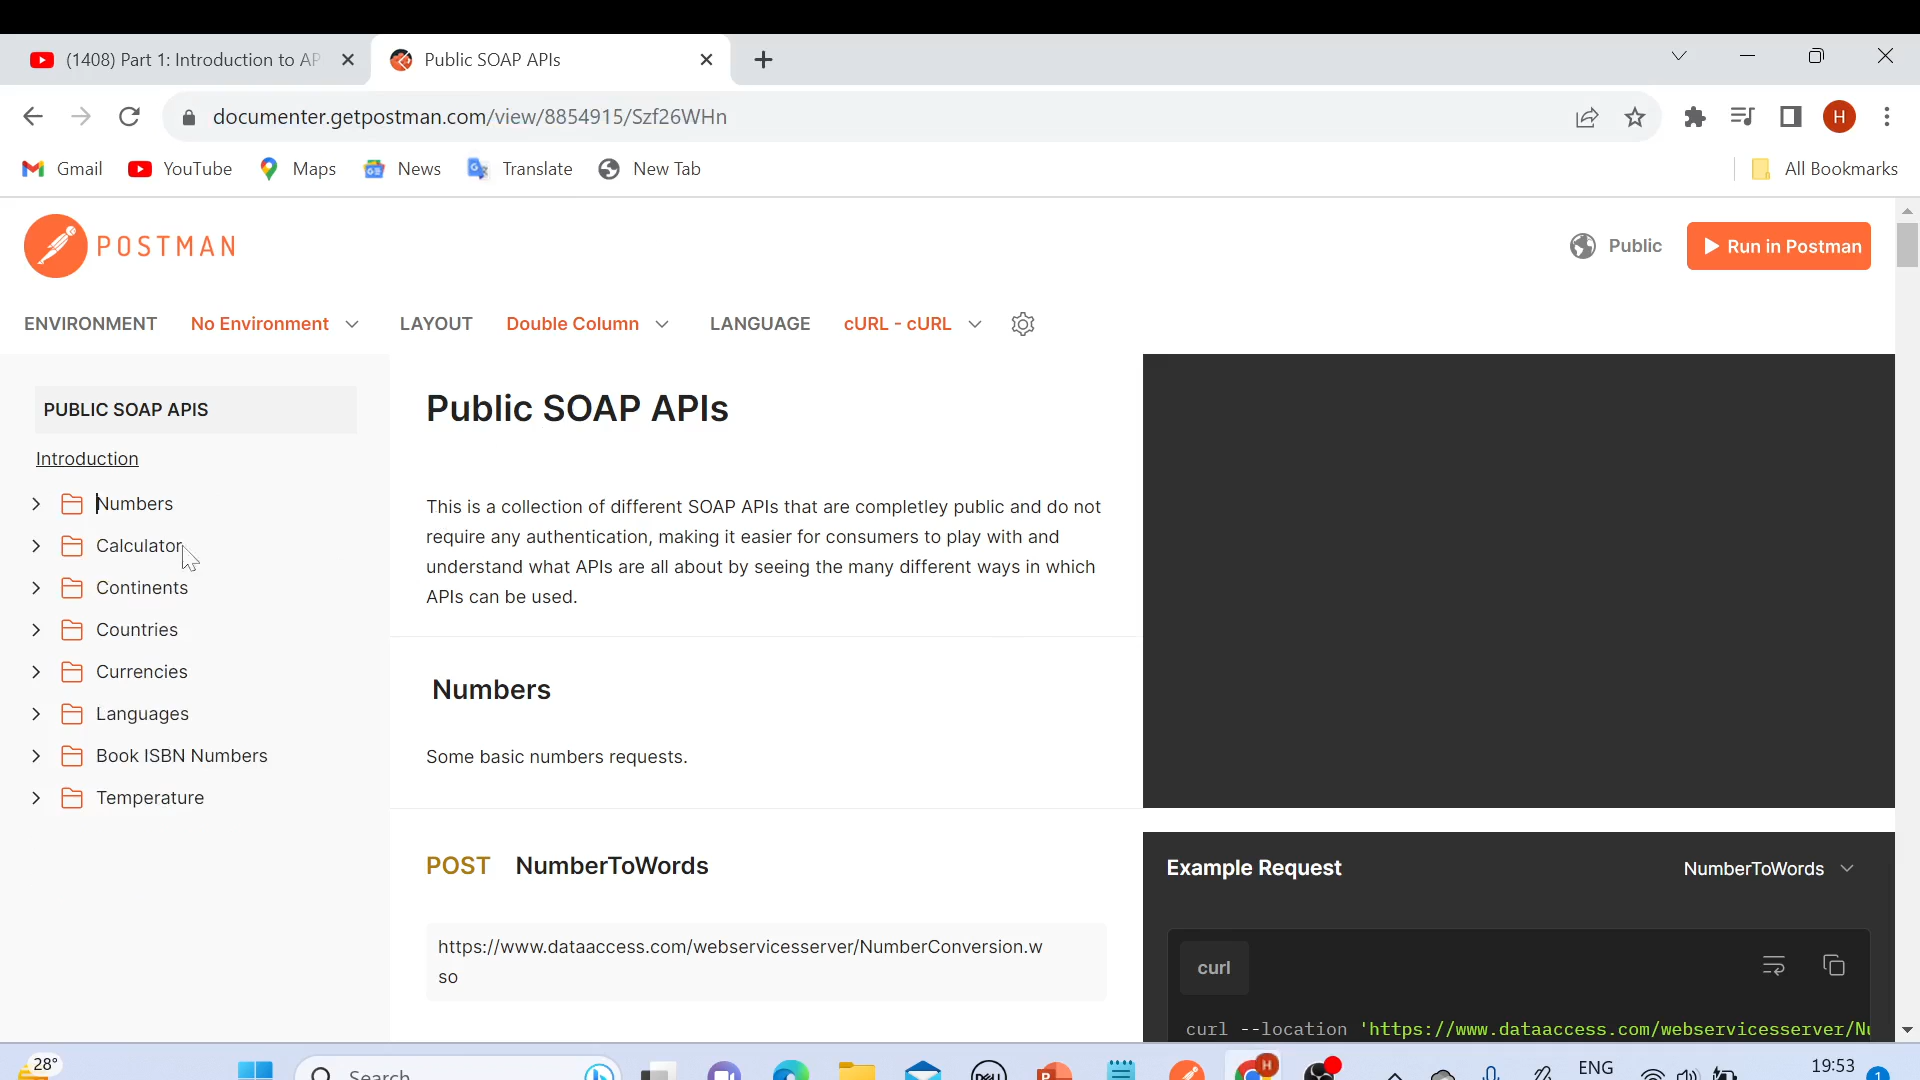 (1408) Part 1: Introduction to AP
Public SOAP APIs
documenter.getpostman.com/view/8854915/Szf26WHn
H
Gmail
YouTube
Maps
News
Translate
New Tab
All Bookmarks
POSTMAN
Public
Run in Postman
ENVIRONMENT
No Environment
LAYOUT
Double Column
LANGUAGE
cURL - cURL
PUBLIC SOAP APIS
Introduction
Numbers
Calculator
Continents
Countries
Currencies
Languages
Book ISBN Numbers
Temperature
Public SOAP APIs
This is a collection of different SOAP APIs that are completley public and do not
require any authentication, making it easier for consumers to play with and
understand what APIs are all about by seeing the many different ways in which
APIs can be used.
Numbers
Some basic numbers requests.
POST NumberToWords
https://www.dataaccess.com/webservicesserver/NumberConversion.w
so
Example Request
NumberToWords
curl
curl --location 'https://www.dataaccess.com/webservicesserver/Nu
28°
Search
DELL
P
H
ENG
19:53
1